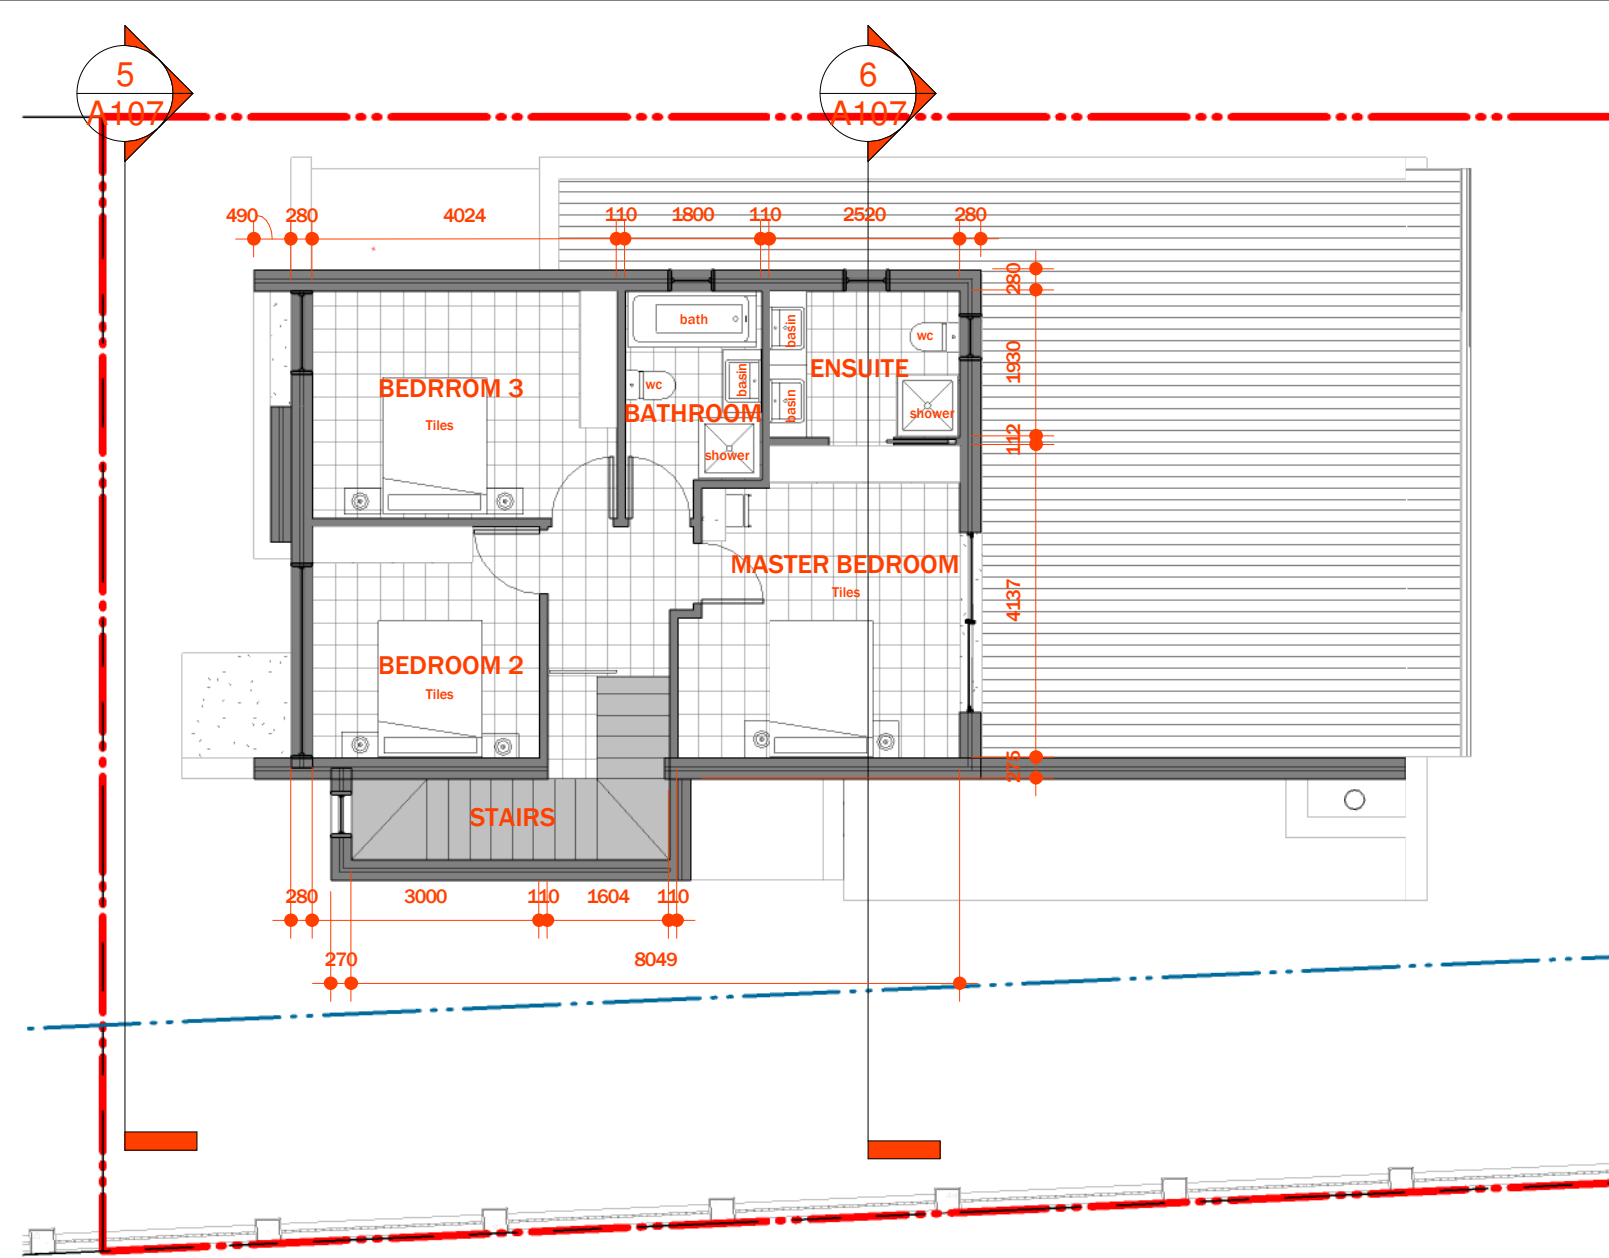 5
A107
6
A107
490
280
4024
110
1800
110
2520
280
280
1930
112
4137
275
bath
basin
wc
basin
BATHROOM
shower
basin
wc
ENSUITE
basin
shower
BEDRROM 3
Tiles
MASTER BEDROOM
Tiles
BEDROOM 2
Tiles
STAIRS
280
3000
110
1604
110
270
8049